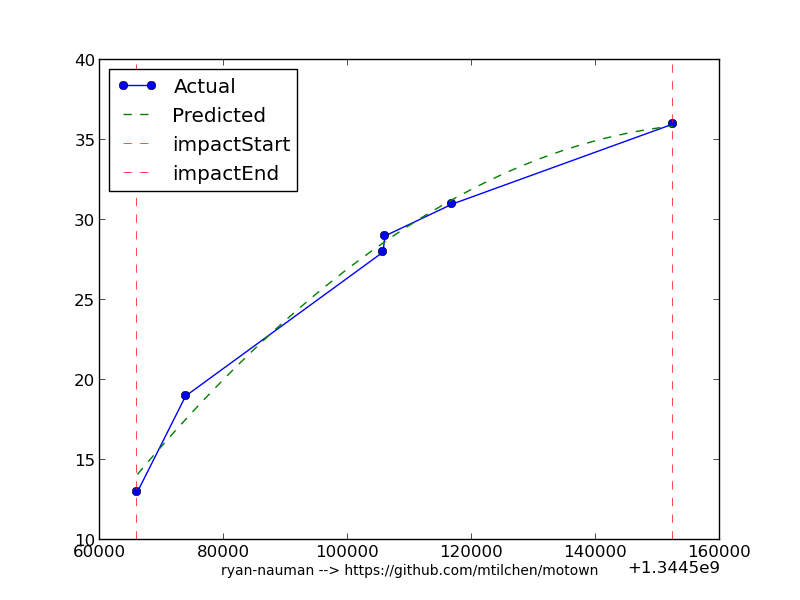 40
35
30
25
20
15
10
Actual
Predicted
impactStart
impactEnd
60000 80000 100000 120000 140000 160000
+1.3445e9
ryan-nauman --> https://github.com/mtilchen/motown